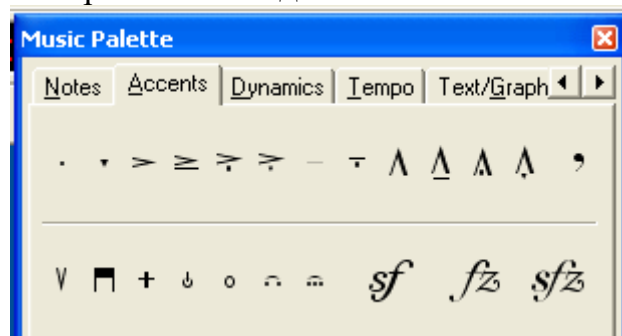 Music Palette
Notes Accents Dynamics Tempo Text/Graph
sf fz sfz